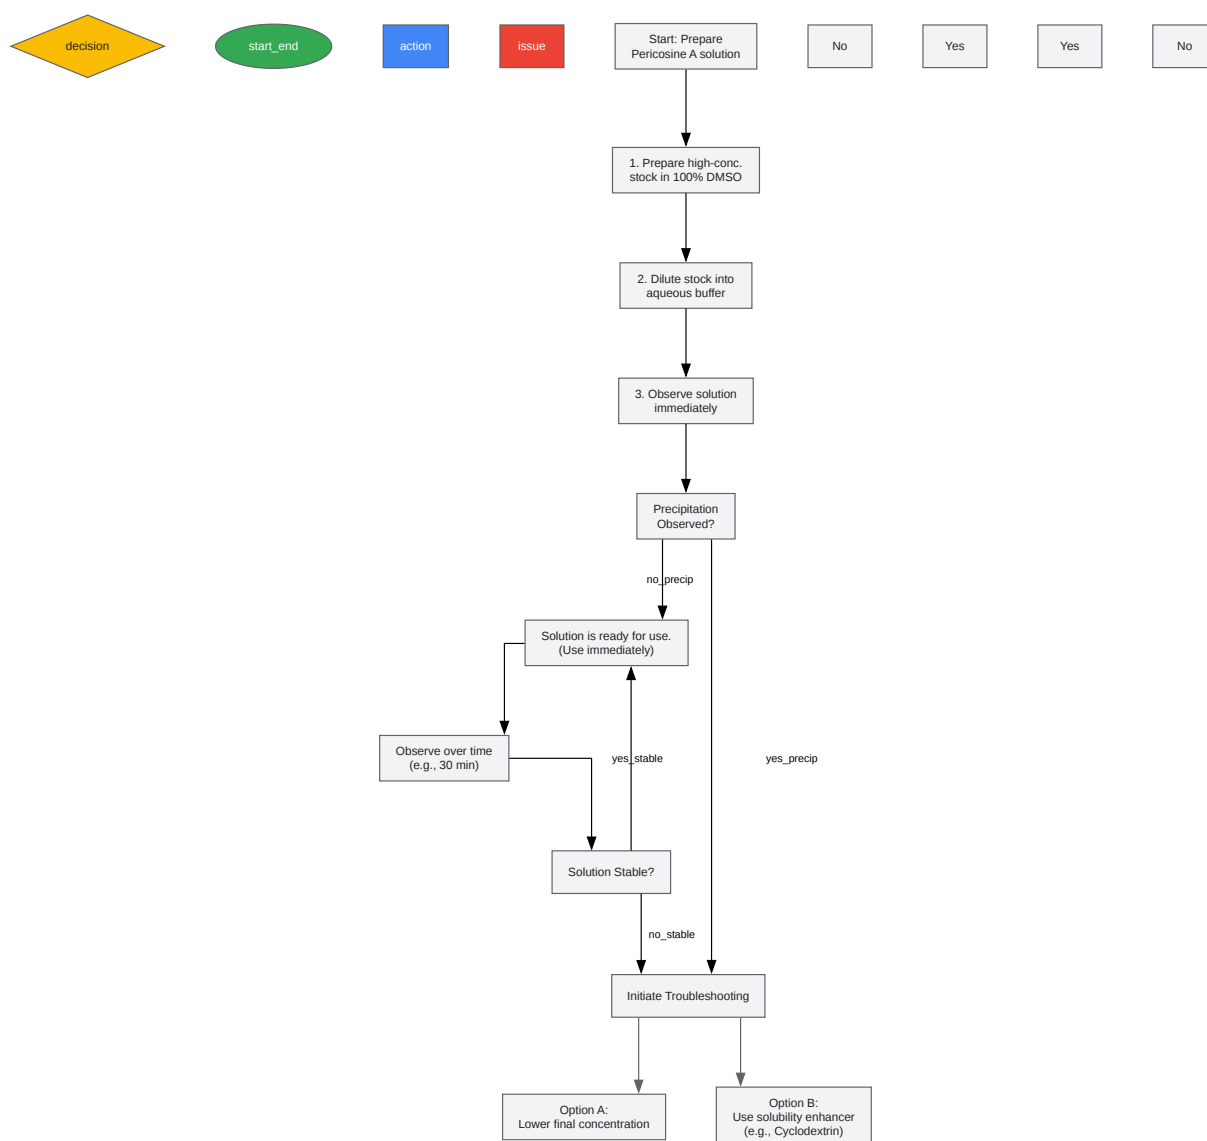 decision
start_end
action
issue
Start: Prepare
Pericosine A solution
No
Yes
Yes
No
1. Prepare high-conc.
stock in 100% DMSO
2. Dilute stock into
aqueous buffer
3. Observe solution
immediately
Precipitation
Observed?
no_precip
Solution is ready for use.
(Use immediately)
Observe over time
(e.g., 30 min)
yes_stable
yes_precip
Solution Stable?
no_stable
Initiate Troubleshooting
Option A:
Lower final concentration
Option B:
Use solubility enhancer
(e.g., Cyclodextrin)